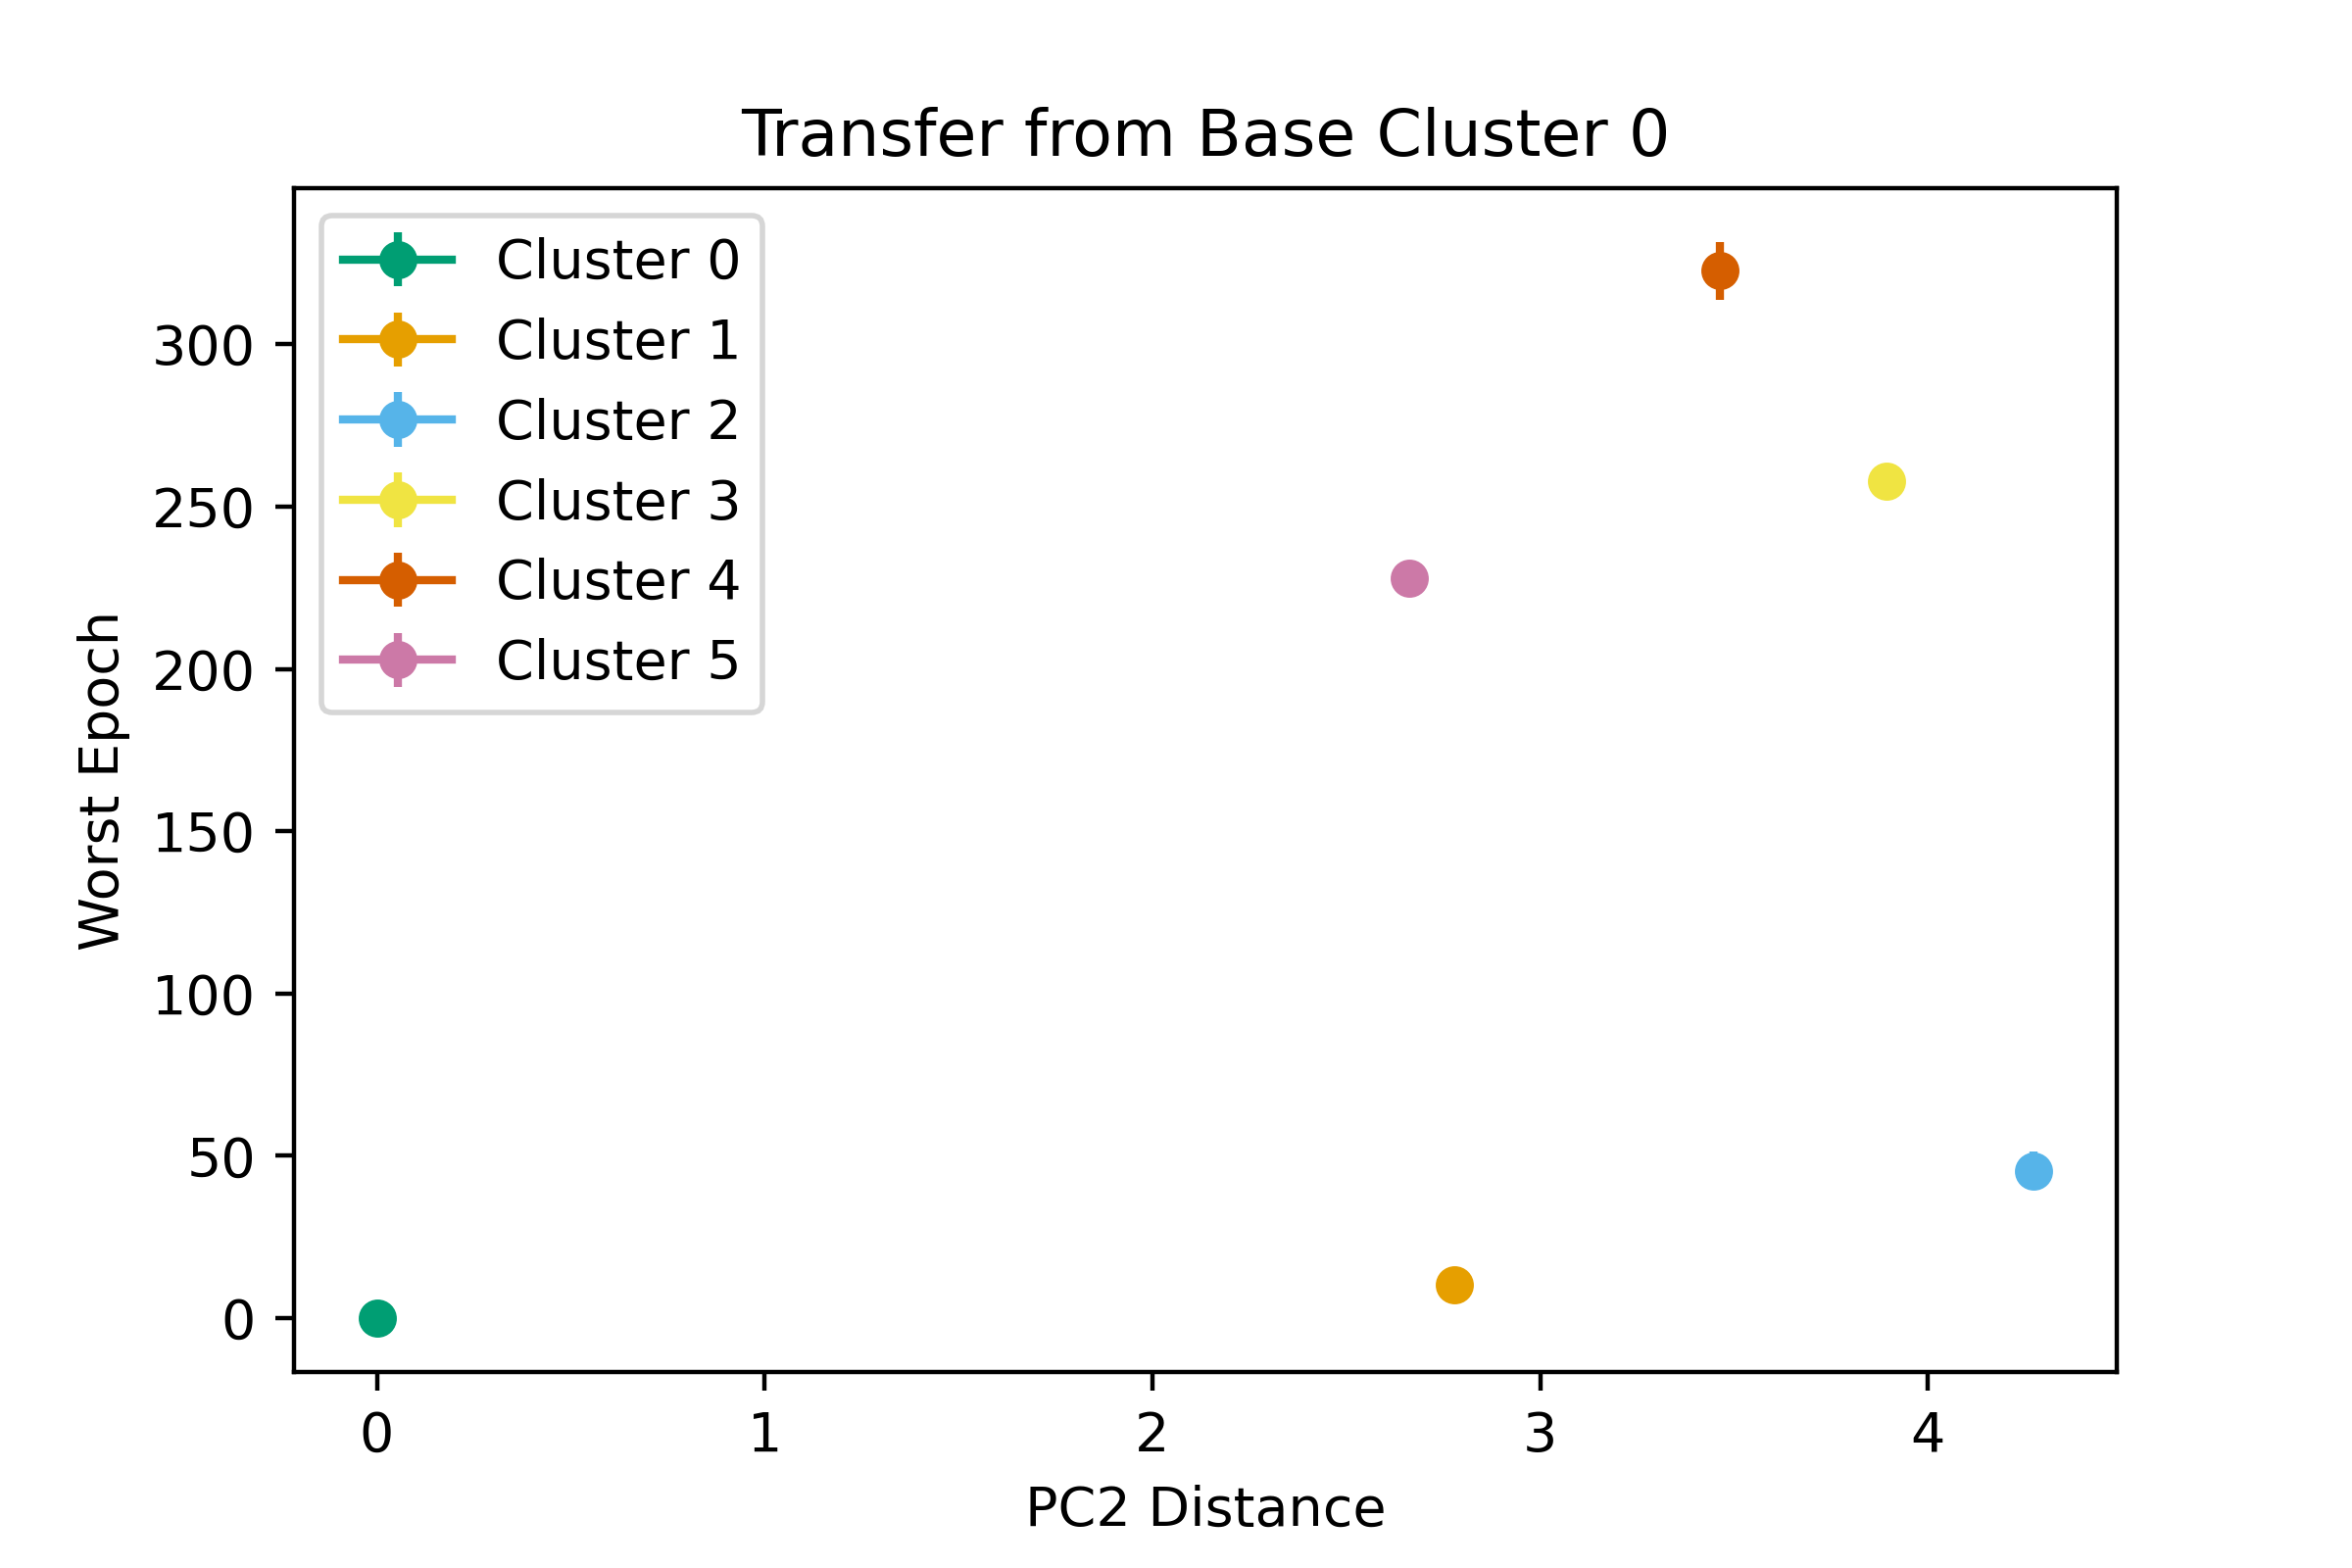 Transfer from Base Cluster 0
Cluster 0
Cluster 1
Cluster 2
Cluster 3
Cluster 4
Cluster 5
Worst Epoch
300
250
200
150
100
50
0
0 1 2 3 4
PC2 Distance